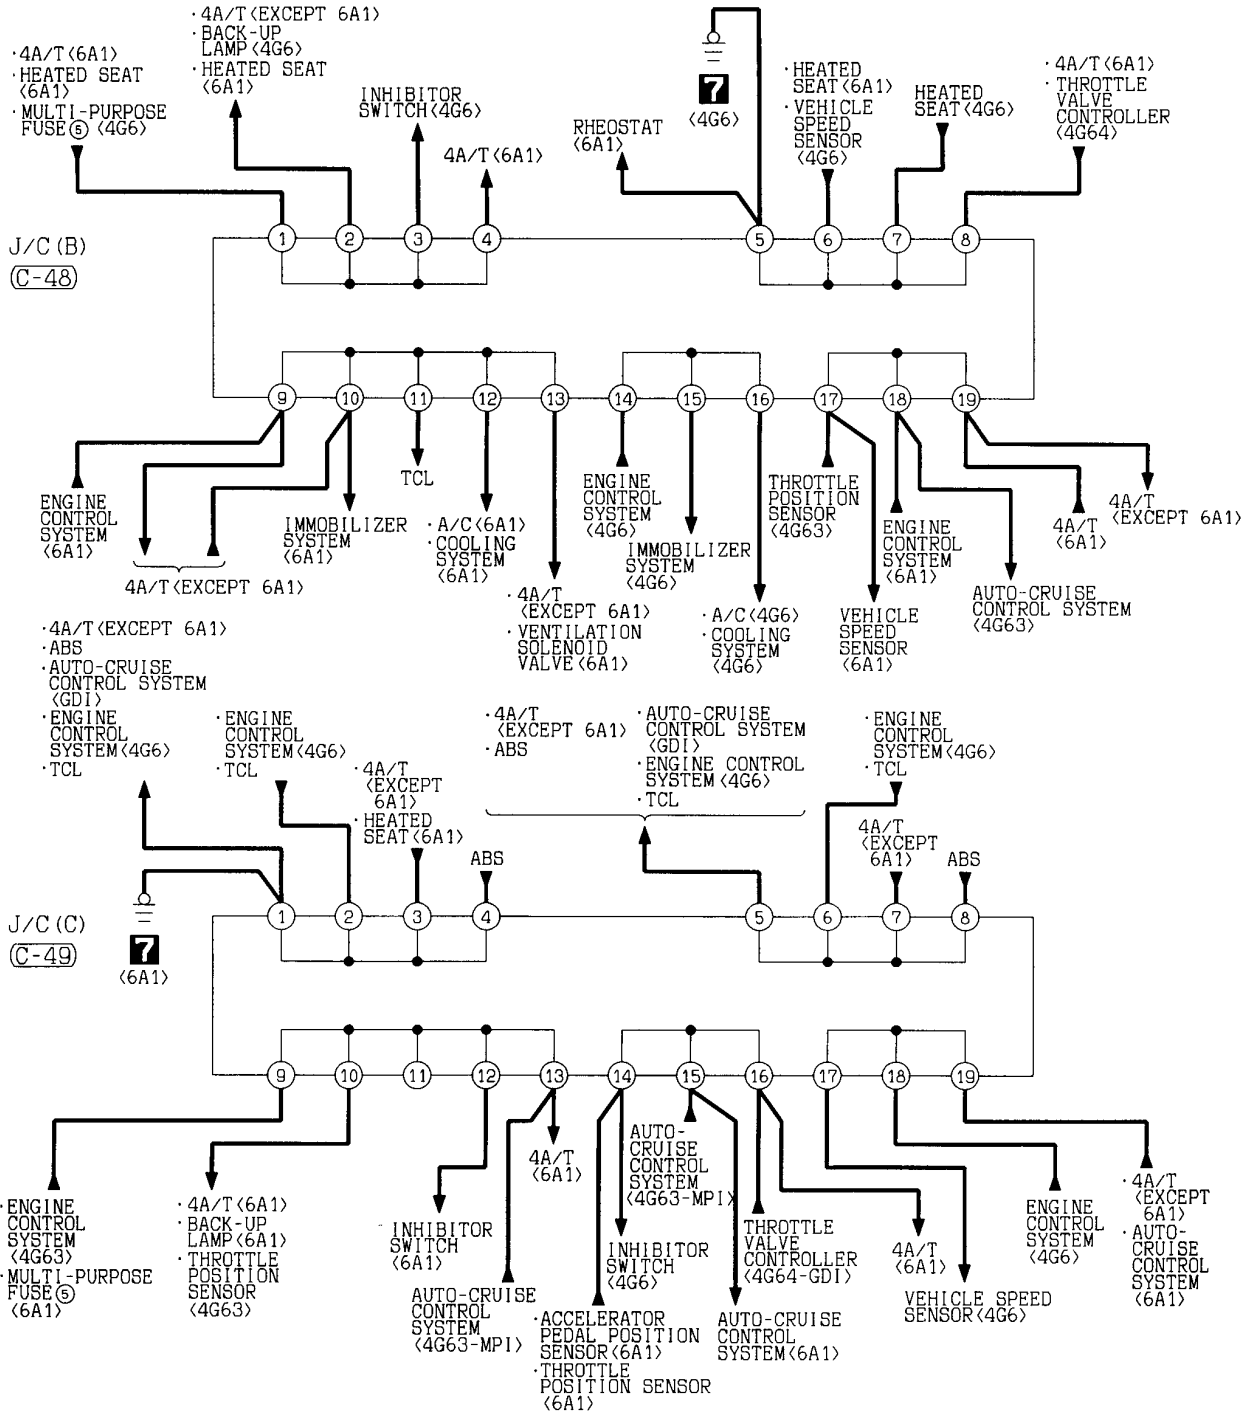 ·4A/T〈6A1〉
·HEATED SEAT
〈6A1〉
·MULTI-PURPOSE
FUSE⑤〈4G6〉
·4A/T〈EXCEPT 6A1〉
·BACK-UP
LAMP〈4G6〉
·HEATED SEAT
〈6A1〉
INHIBITOR
SWITCH〈4G6〉
4A/T〈6A1〉
RHEOSTAT
〈6A1〉
7
〈4G6〉
·HEATED
SEAT〈6A1〉
·VEHICLE
SPEED
SENSOR
〈4G6〉
HEATED
SEAT〈4G6〉
·4A/T〈6A1〉
·THROTTLE
VALVE
CONTROLLER
〈4G64〉
J/C(B)
C-48
1 2 3 4 5 6 7 8
9 10 11 12 13 14 15 16 17 18 19
ENGINE
CONTROL
SYSTEM
〈6A1〉
4A/T〈EXCEPT 6A1〉
IMMOBILIZER
SYSTEM
〈6A1〉
TCL
·A/C〈6A1〉
·COOLING
SYSTEM
〈6A1〉
·4A/T
〈EXCEPT 6A1〉
·VENTILATION
SOLENOID
VALVE〈6A1〉
ENGINE
CONTROL
SYSTEM
〈4G6〉
IMMOBILIZER
SYSTEM
〈4G6〉
·A/C〈4G6〉
·COOLING
SYSTEM
〈4G6〉
THROTTLE
POSITION
SENSOR
〈4G63〉
VEHICLE
SPEED
SENSOR
〈6A1〉
ENGINE
CONTROL
SYSTEM
〈6A1〉
AUTO-CRUISE
CONTROL SYSTEM
〈4G63〉
4A/T
〈6A1〉
4A/T
〈EXCEPT 6A1〉
·4A/T〈EXCEPT 6A1〉
·ABS
·AUTO-CRUISE
CONTROL SYSTEM
〈GDI〉
·ENGINE
CONTROL
SYSTEM〈4G6〉
·TCL
·ENGINE
CONTROL
SYSTEM〈4G6〉
·TCL
·4A/T
〈EXCEPT
6A1〉
·HEATED
SEAT〈6A1〉
ABS
·4A/T
〈EXCEPT 6A1〉
·ABS
·AUTO-CRUISE
CONTROL SYSTEM
〈GDI〉
·ENGINE CONTROL
SYSTEM〈4G6〉
·TCL
·ENGINE
CONTROL
SYSTEM〈4G6〉
·TCL
4A/T
〈EXCEPT
6A1〉
ABS
J/C(C)
C-49
7
〈6A1〉
1 2 3 4 5 6 7 8
9 10 11 12 13 14 15 16 17 18 19
·ENGINE
CONTROL
SYSTEM
〈4G63〉
·MULTI-PURPOSE
FUSE⑤
〈6A1〉
·4A/T〈6A1〉
·BACK-UP
LAMP〈6A1〉
·THROTTLE
POSITION
SENSOR
〈4G63〉
INHIBITOR
SWITCH
〈6A1〉
AUTO-CRUISE
CONTROL
SYSTEM
〈4G63-MPI〉
4A/T
〈6A1〉
·ACCELERATOR
PEDAL POSITION
SENSOR〈6A1〉
·THROTTLE
POSITION SENSOR
〈6A1〉
INHIBITOR
SWITCH
〈4G6〉
AUTO-
CRUISE
CONTROL
SYSTEM
〈4G63-MPI〉
AUTO-CRUISE
CONTROL
SYSTEM〈6A1〉
THROTTLE
VALVE
CONTROLLER
〈4G64-GDI〉
4A/T
〈6A1〉
VEHICLE SPEED
SENSOR〈4G6〉
ENGINE
CONTROL
SYSTEM
〈4G6〉
·4A/T
〈EXCEPT
6A1〉
·AUTO-
CRUISE
CONTROL
SYSTEM
〈6A1〉